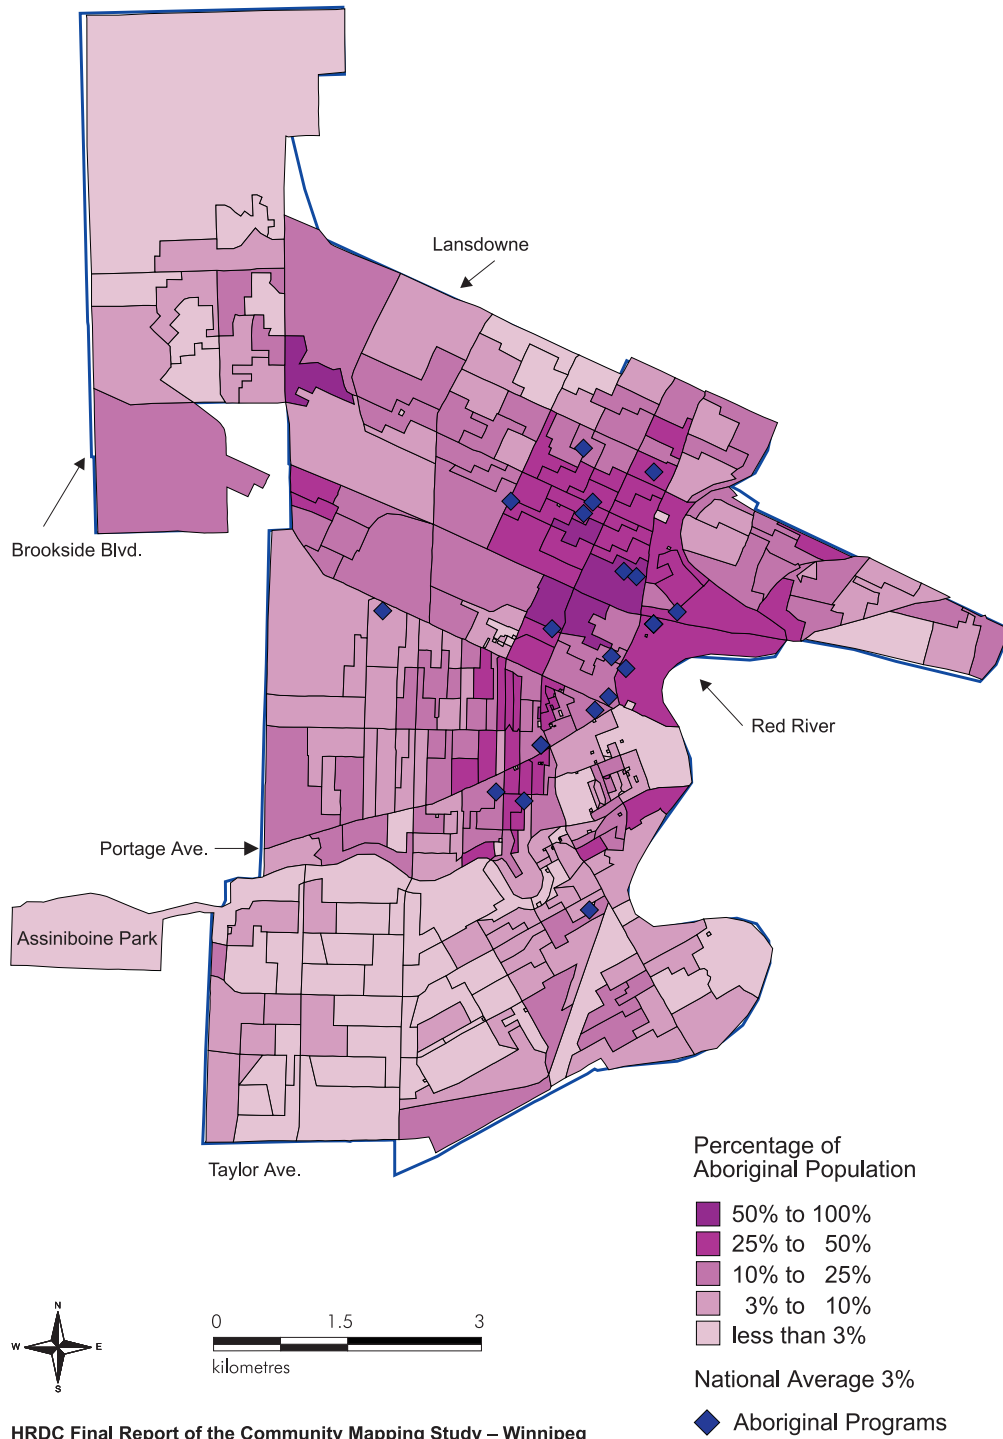 Lansdowne
Brookside Blvd.
Red River
Portage Ave.
Assiniboine Park
Taylor Ave.
Percentage of
Aboriginal Population
50% to 100%
25% to 50%
10% to 25%
3% to 10%
less than 3%
National Average 3%
Aboriginal Programs
N
W E
S
0 1.5 3
kilometres
HRDC Final Report of the Community Mapping Study – Winnipeg